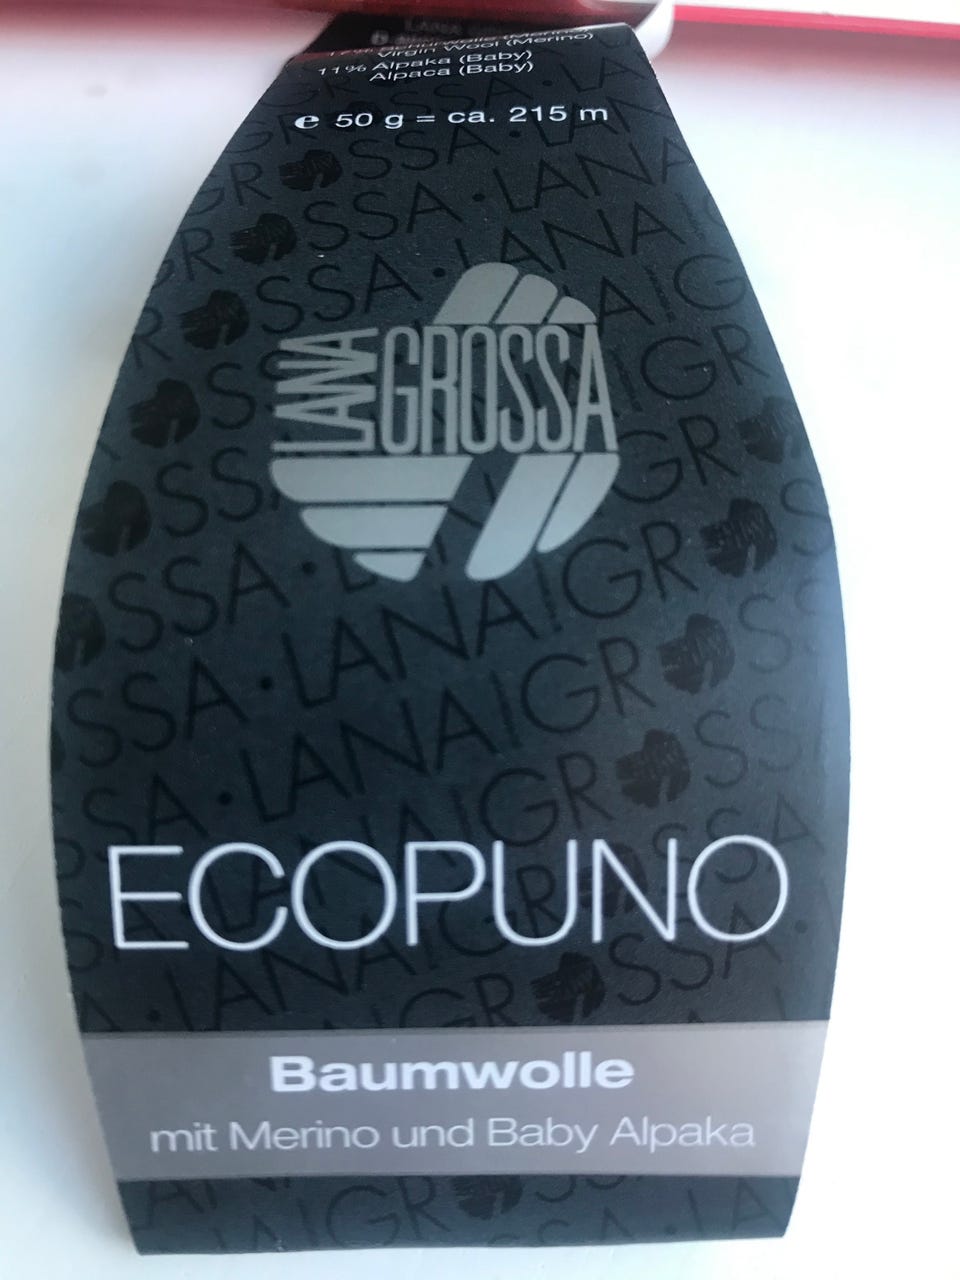 Virgin Wool (Merino)
11% Alpaka (Baby)
Alpaca (Baby)
e 50 g = ca. 215 m
LANA
GROSSA
ECOPUNO
Baumwolle
mit Merino und Baby Alpaka